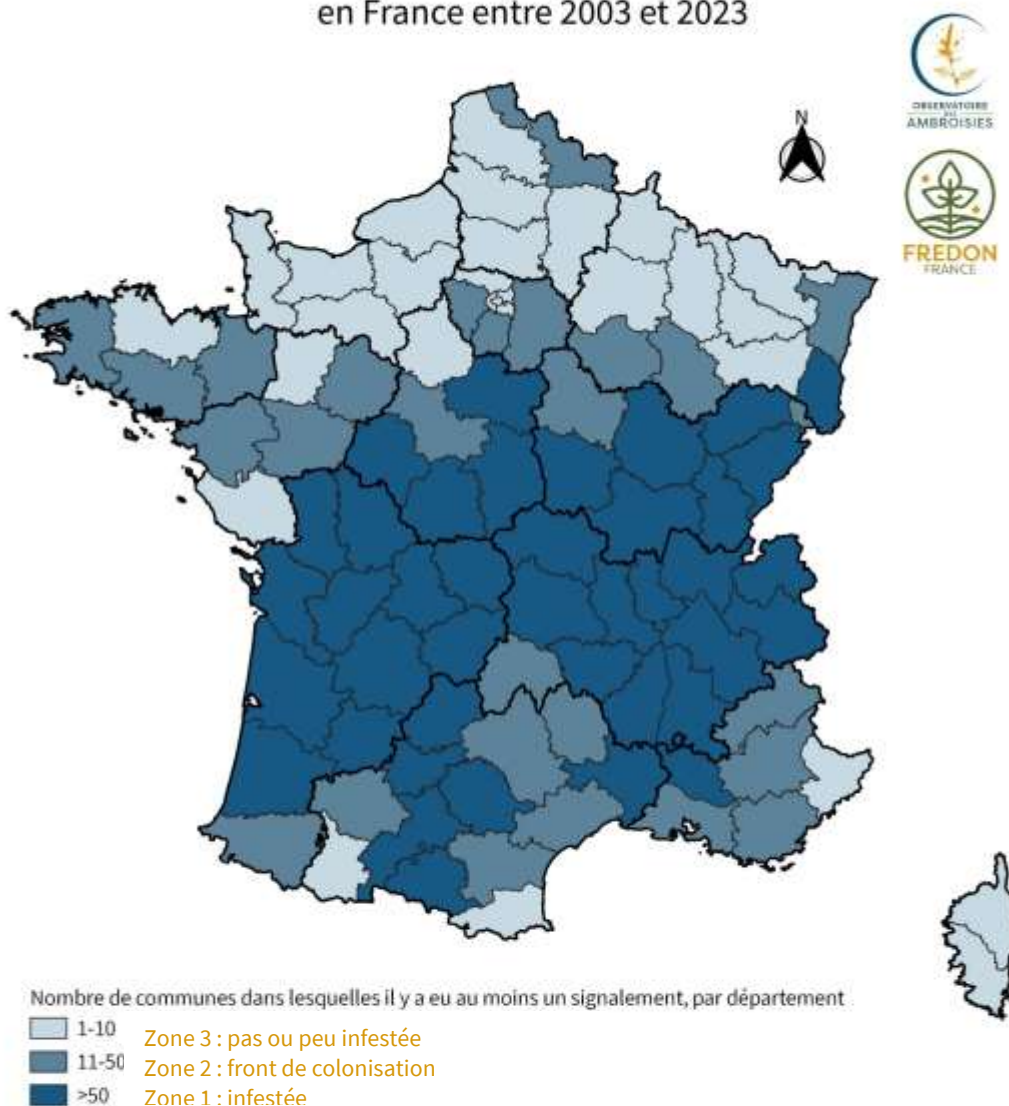 en France entre 2003 et 2023
OBSERVATOIRE
DES
AMBROISIES
N
FREDON
FRANCE
Nombre de communes dans lesquelles il y a eu au moins un signalement, par département
1-10 Zone 3 : pas ou peu infestée
11-50 Zone 2 : front de colonisation
>50 Zone 1 : infestée